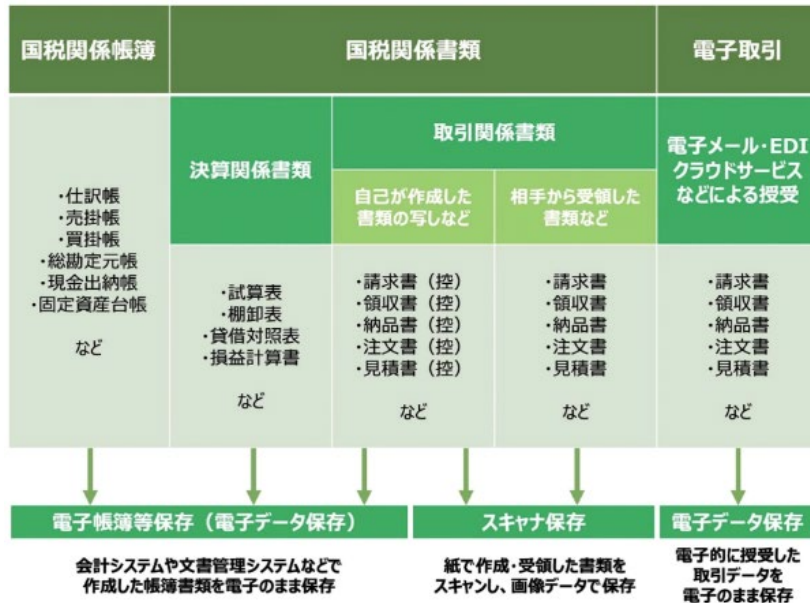 国税関係帳簿
国税関係書類
電子取引
・仕訳帳
・売掛帳
・買掛帳
・総勘定元帳
・現金出納帳
・固定資産台帳
など
決算関係書類
・試算表
・棚卸表
・貸借対照表
・損益計算書
など
取引関係書類
自己が作成した
書類の写しなど
・請求書（控）
・領収書（控）
・納品書（控）
・注文書（控）
・見積書（控）
など
相手から受領した
書類など
・請求書
・領収書
・納品書
・注文書
・見積書
など
電子メール・EDI
クラウドサービス
などによる授受
・請求書
・領収書
・納品書
・注文書
・見積書
など
電子帳簿等保存（電子データ保存）
会計システムや文書管理システムなどで
作成した帳簿書類を電子のまま保存
スキャナ保存
紙で作成・受領した書類を
スキャンし、画像データで保存
電子データ保存
電子的に授受した
取引データを
電子のまま保存